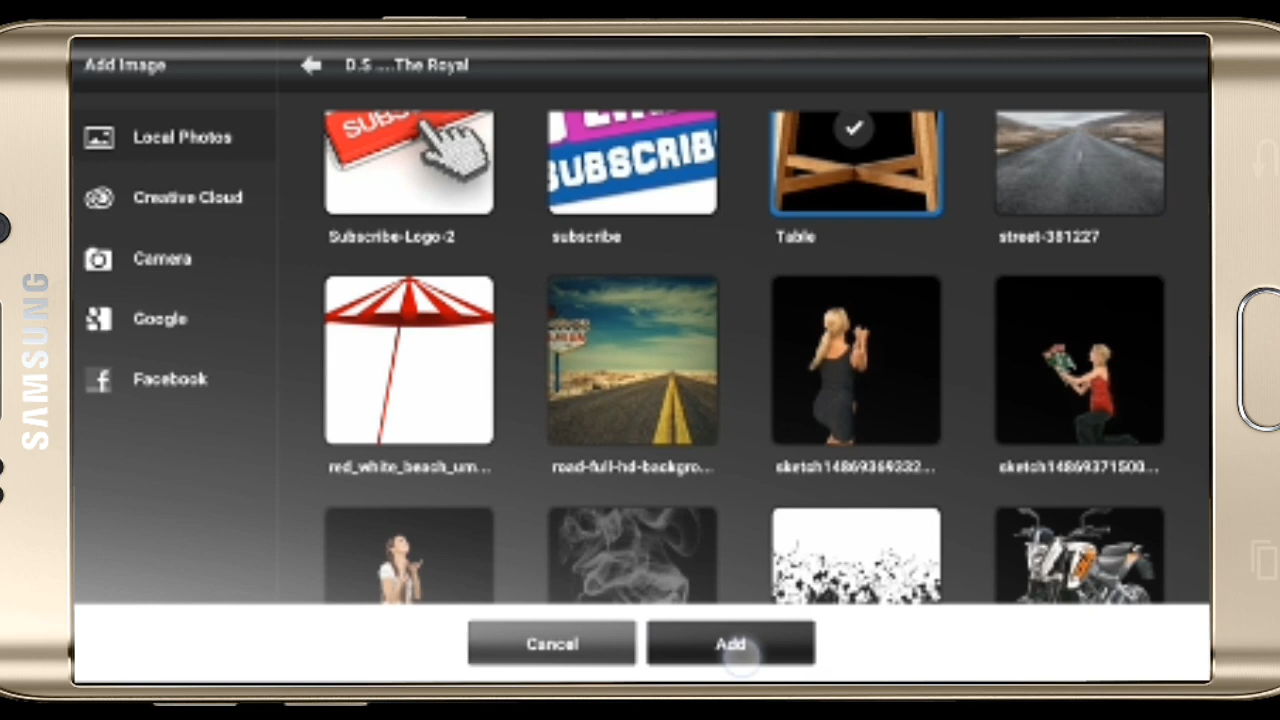 Add Image
D.S ....The Royal
Local Photos
Creative Cloud
Camera
Google
Facebook
SUBS
SUBSCRIB
Subscribe-Logo-2
subscribe
Table
street-381227
red_white_beach_um...
road-full-hd-backgro...
sketch14869369332...
sketch14869371500...
Cancel
Add
SAMSUNG